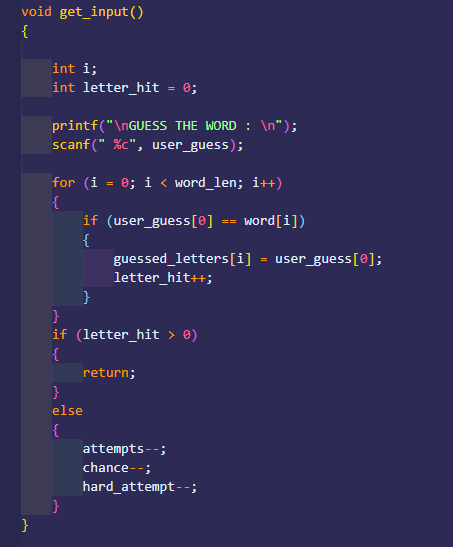 void get_input()
{
    int i;
    int letter_hit = 0;
    printf("\nGUESS THE WORD : \n");
    scanf(" %c", user_guess);
    for (i = 0; i < word_len; i++)
    {
        if (user_guess[0] == word[i])
        {
            guessed_letters[i] = user_guess[0];
            letter_hit++;
        }
    }
    if (letter_hit > 0)
    {
        return;
    }
    else
    {
        attempts--;
        chance--;
        hard_attempt--;
    }
}